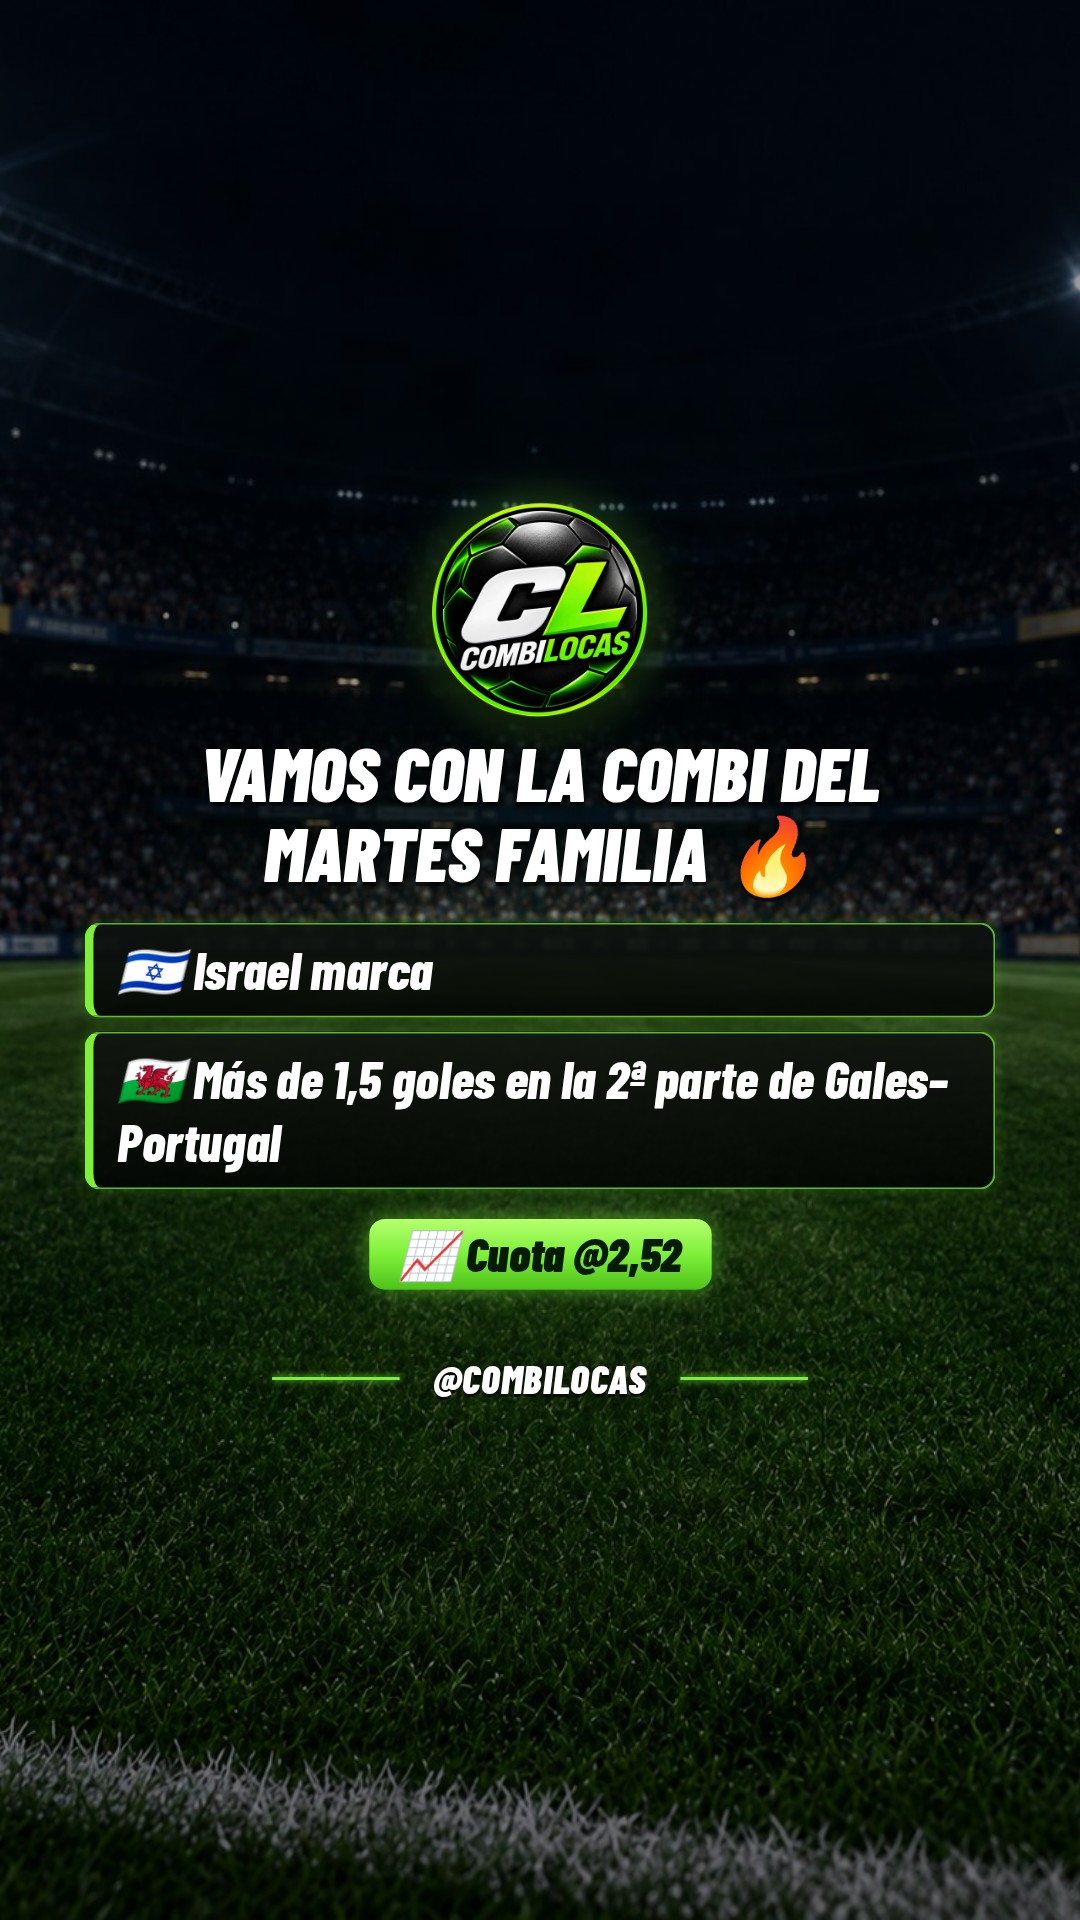 CL
COMBILOCAS
VAMOS CON LA COMBI DEL
MARTES FAMILIA 🔥
🇮🇱Israel marca
🏴󠁧󠁢󠁷󠁬󠁳󠁿Más de 1,5 goles en la 2ª parte de Gales–
Portugal
📈Cuota @2,52
@COMBILOCAS